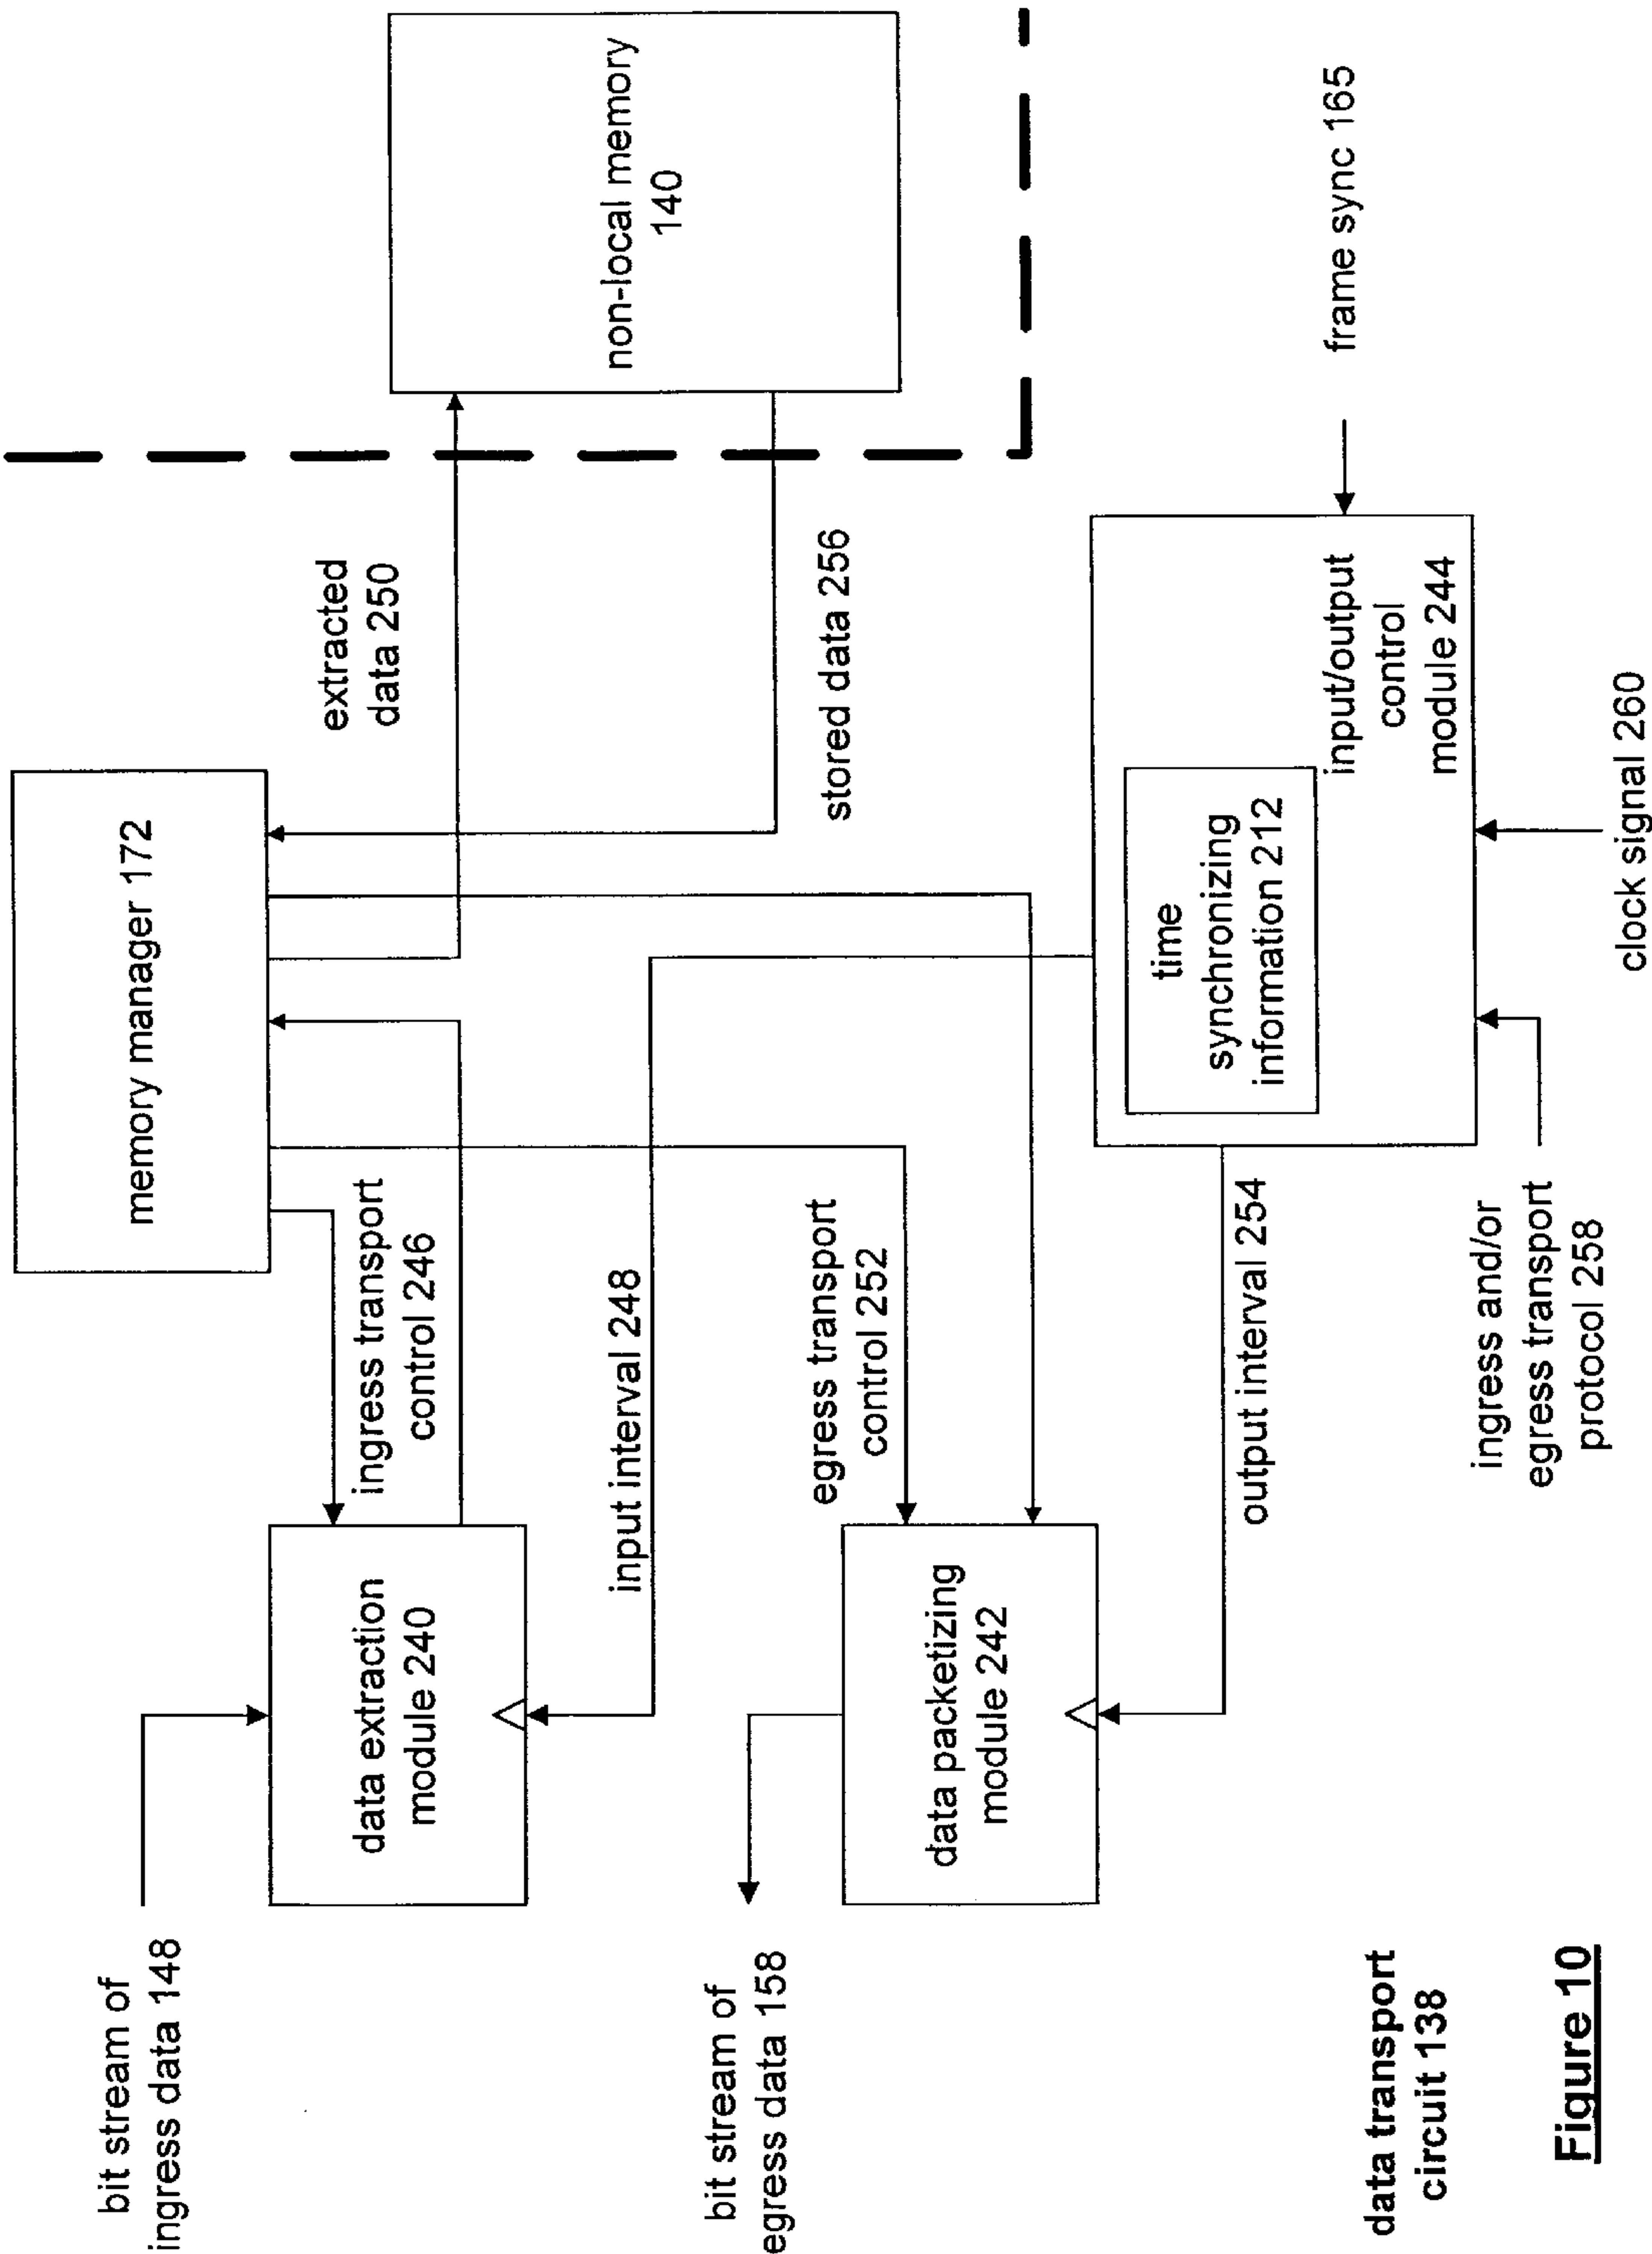 bit stream of
ingress data 148
data extraction
module 240
ingress transport
control 246
memory manager 172
extracted
data 250
non-local memory
140
input interval 248
bit stream of
egress data 158
data packetizing
module 242
egress transport
control 252
stored data 256
output interval 254
time
synchronizing
information 212
input/output
control
module 244
frame sync 165
ingress and/or
egress transport
protocol 258
clock signal 260
data transport
circuit 138
Figure 10